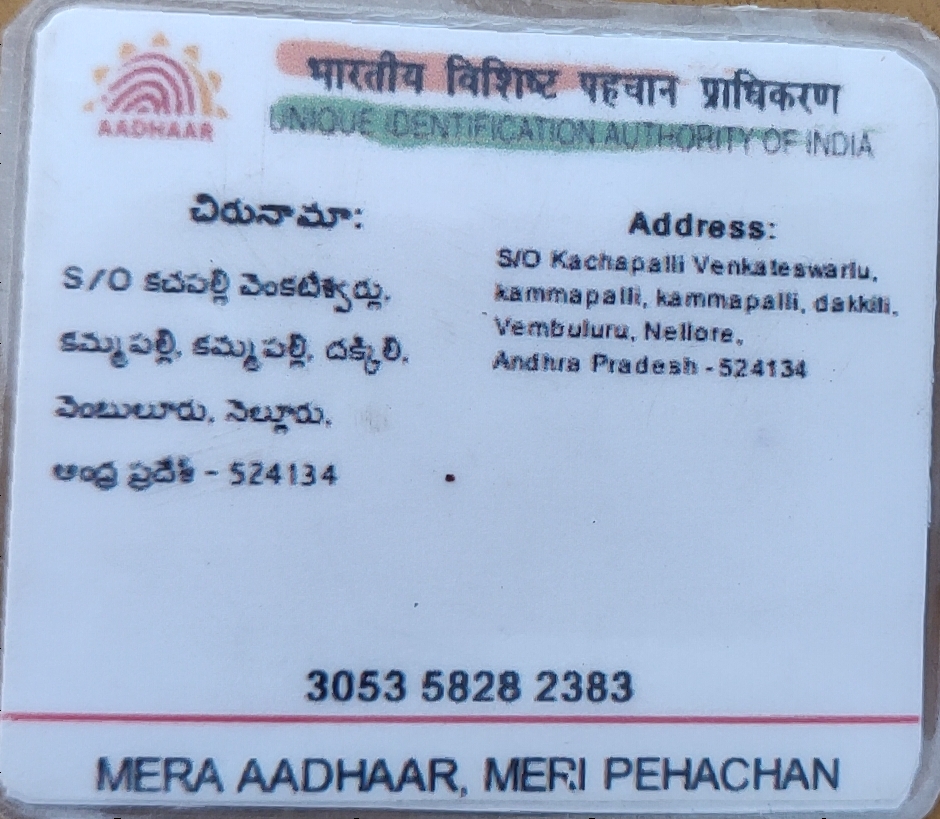 भारतीय विशिष्ट पहचान प्राधिकरण
UNIQUE IDENTIFICATION AUTHORITY OF INDIA
AADHAAR
చిరునామా:
S/O కచపల్లి వెంకటేశ్వర్లు,
కమ్మపల్లి, కమ్మపల్లి, దక్కిలి,
వెంబులూరు, నెల్లూరు,
ఆంధ్ర ప్రదేశ్ - 524134
Address:
S/O Kachapalli Venkateswarlu,
kammapalli, kammapalli, dakkili,
Vembuluru, Nellore,
Andhra Pradesh - 524134
3053 5828 2383
MERA AADHAAR, MERI PEHACHAN